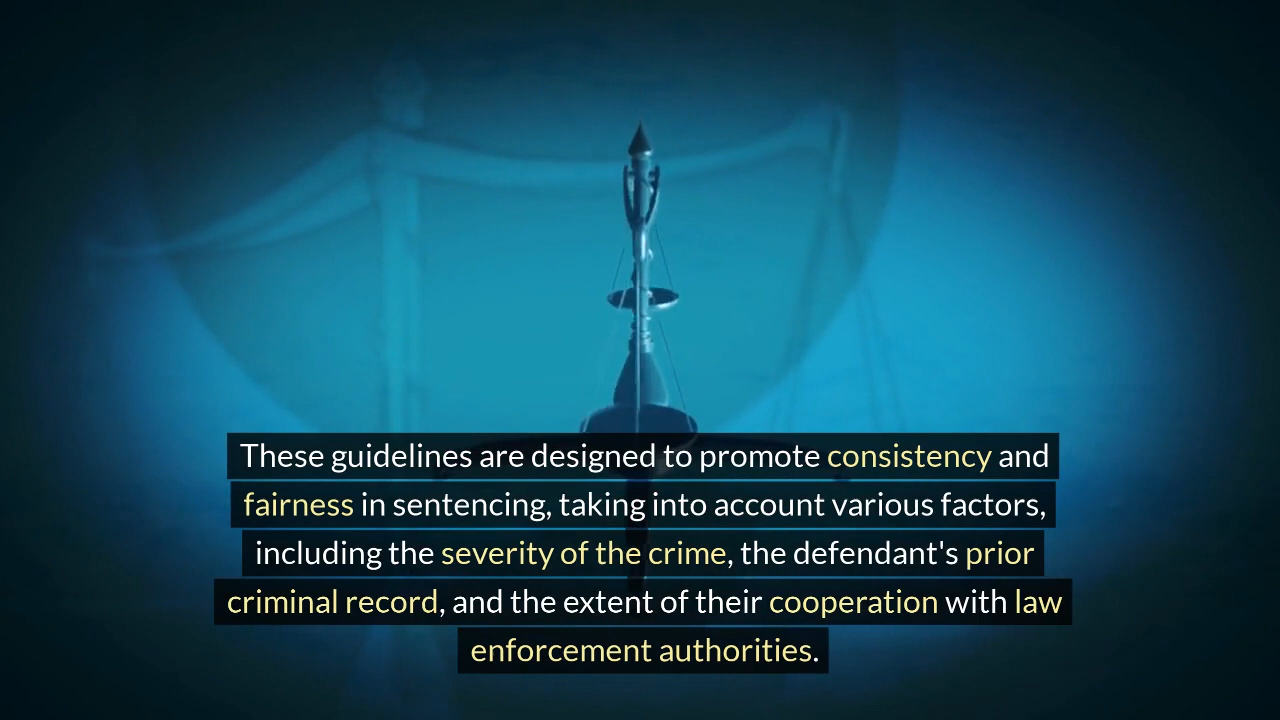 These guidelines are designed to promote consistency and
fairness in sentencing, taking into account various factors,
including the severity of the crime, the defendant's prior
criminal record, and the extent of their cooperation with law
enforcement authorities.